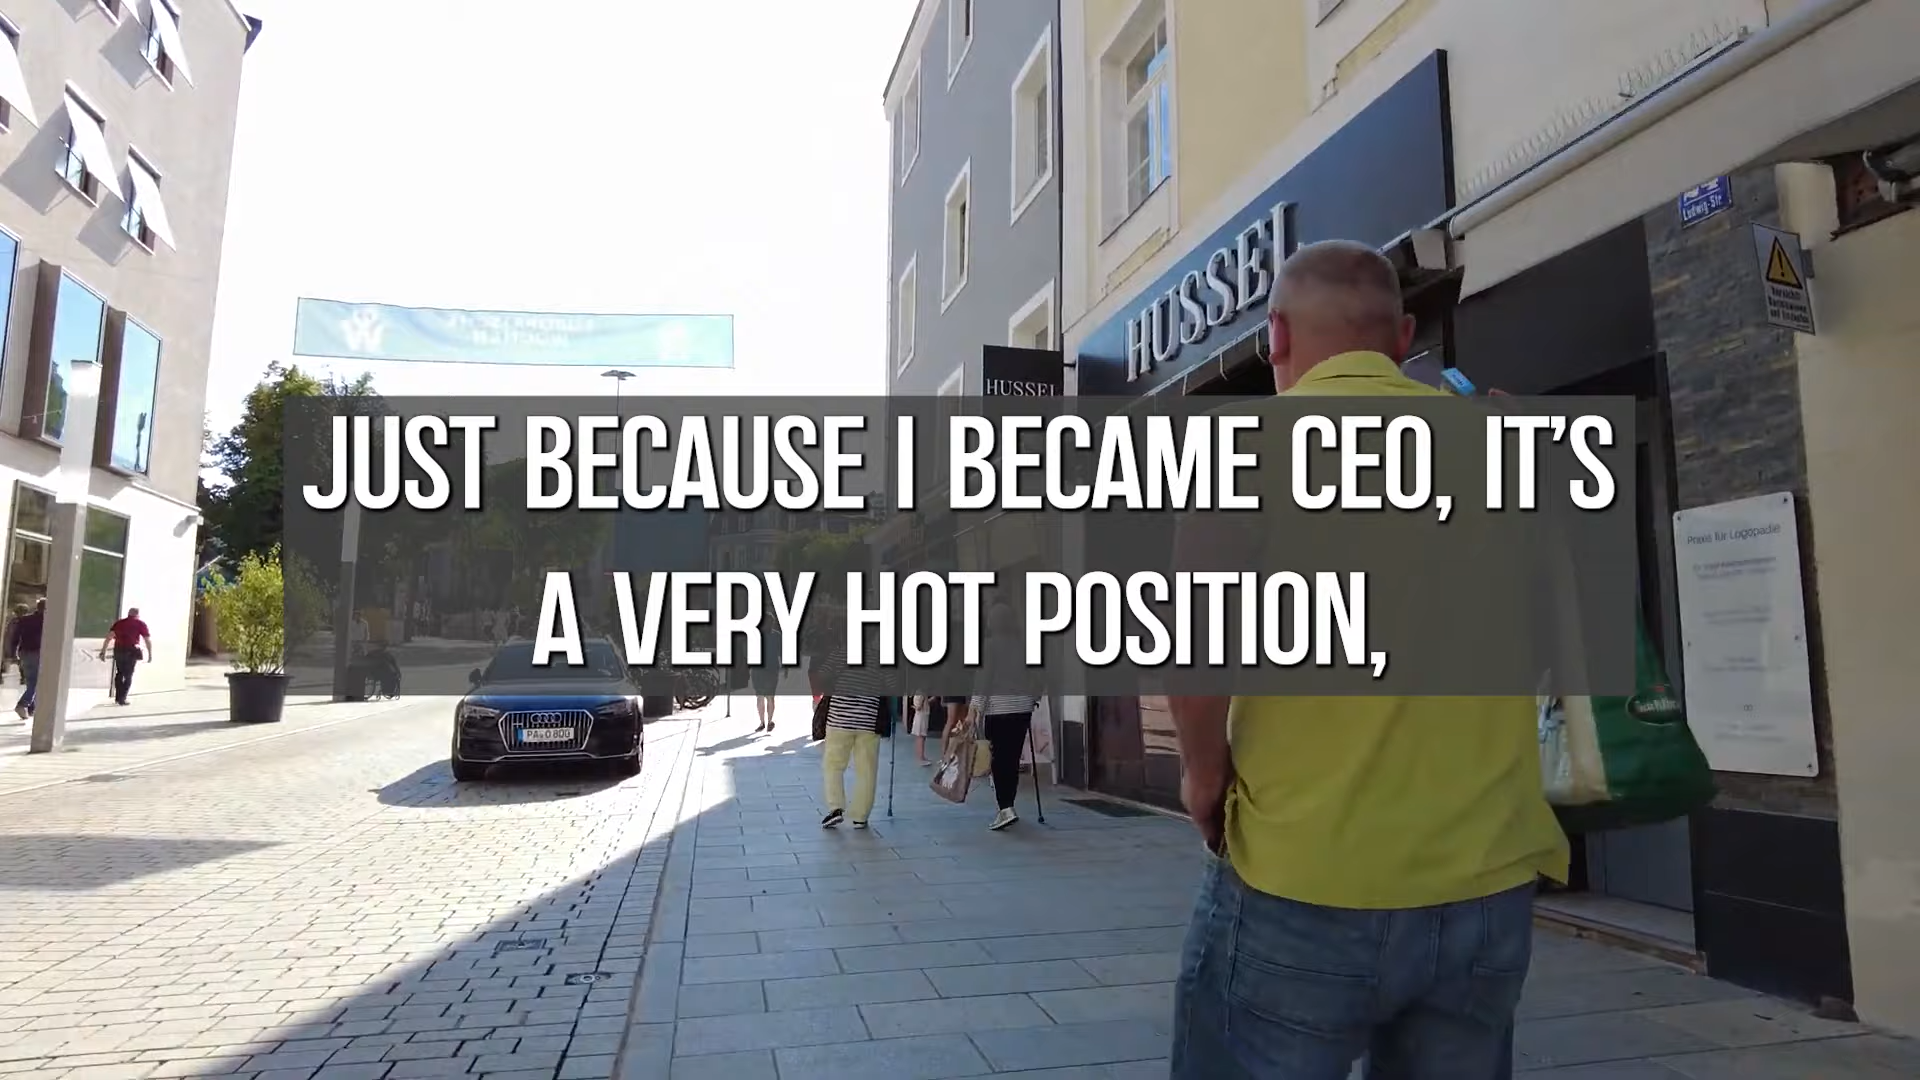 JUST BECAUSE I BECAME CEO, IT'S
A VERY HOT POSITION,
HUSSEL
HUSSEL
Ludwig-Str
Praxis für Logopädie
PA O 800